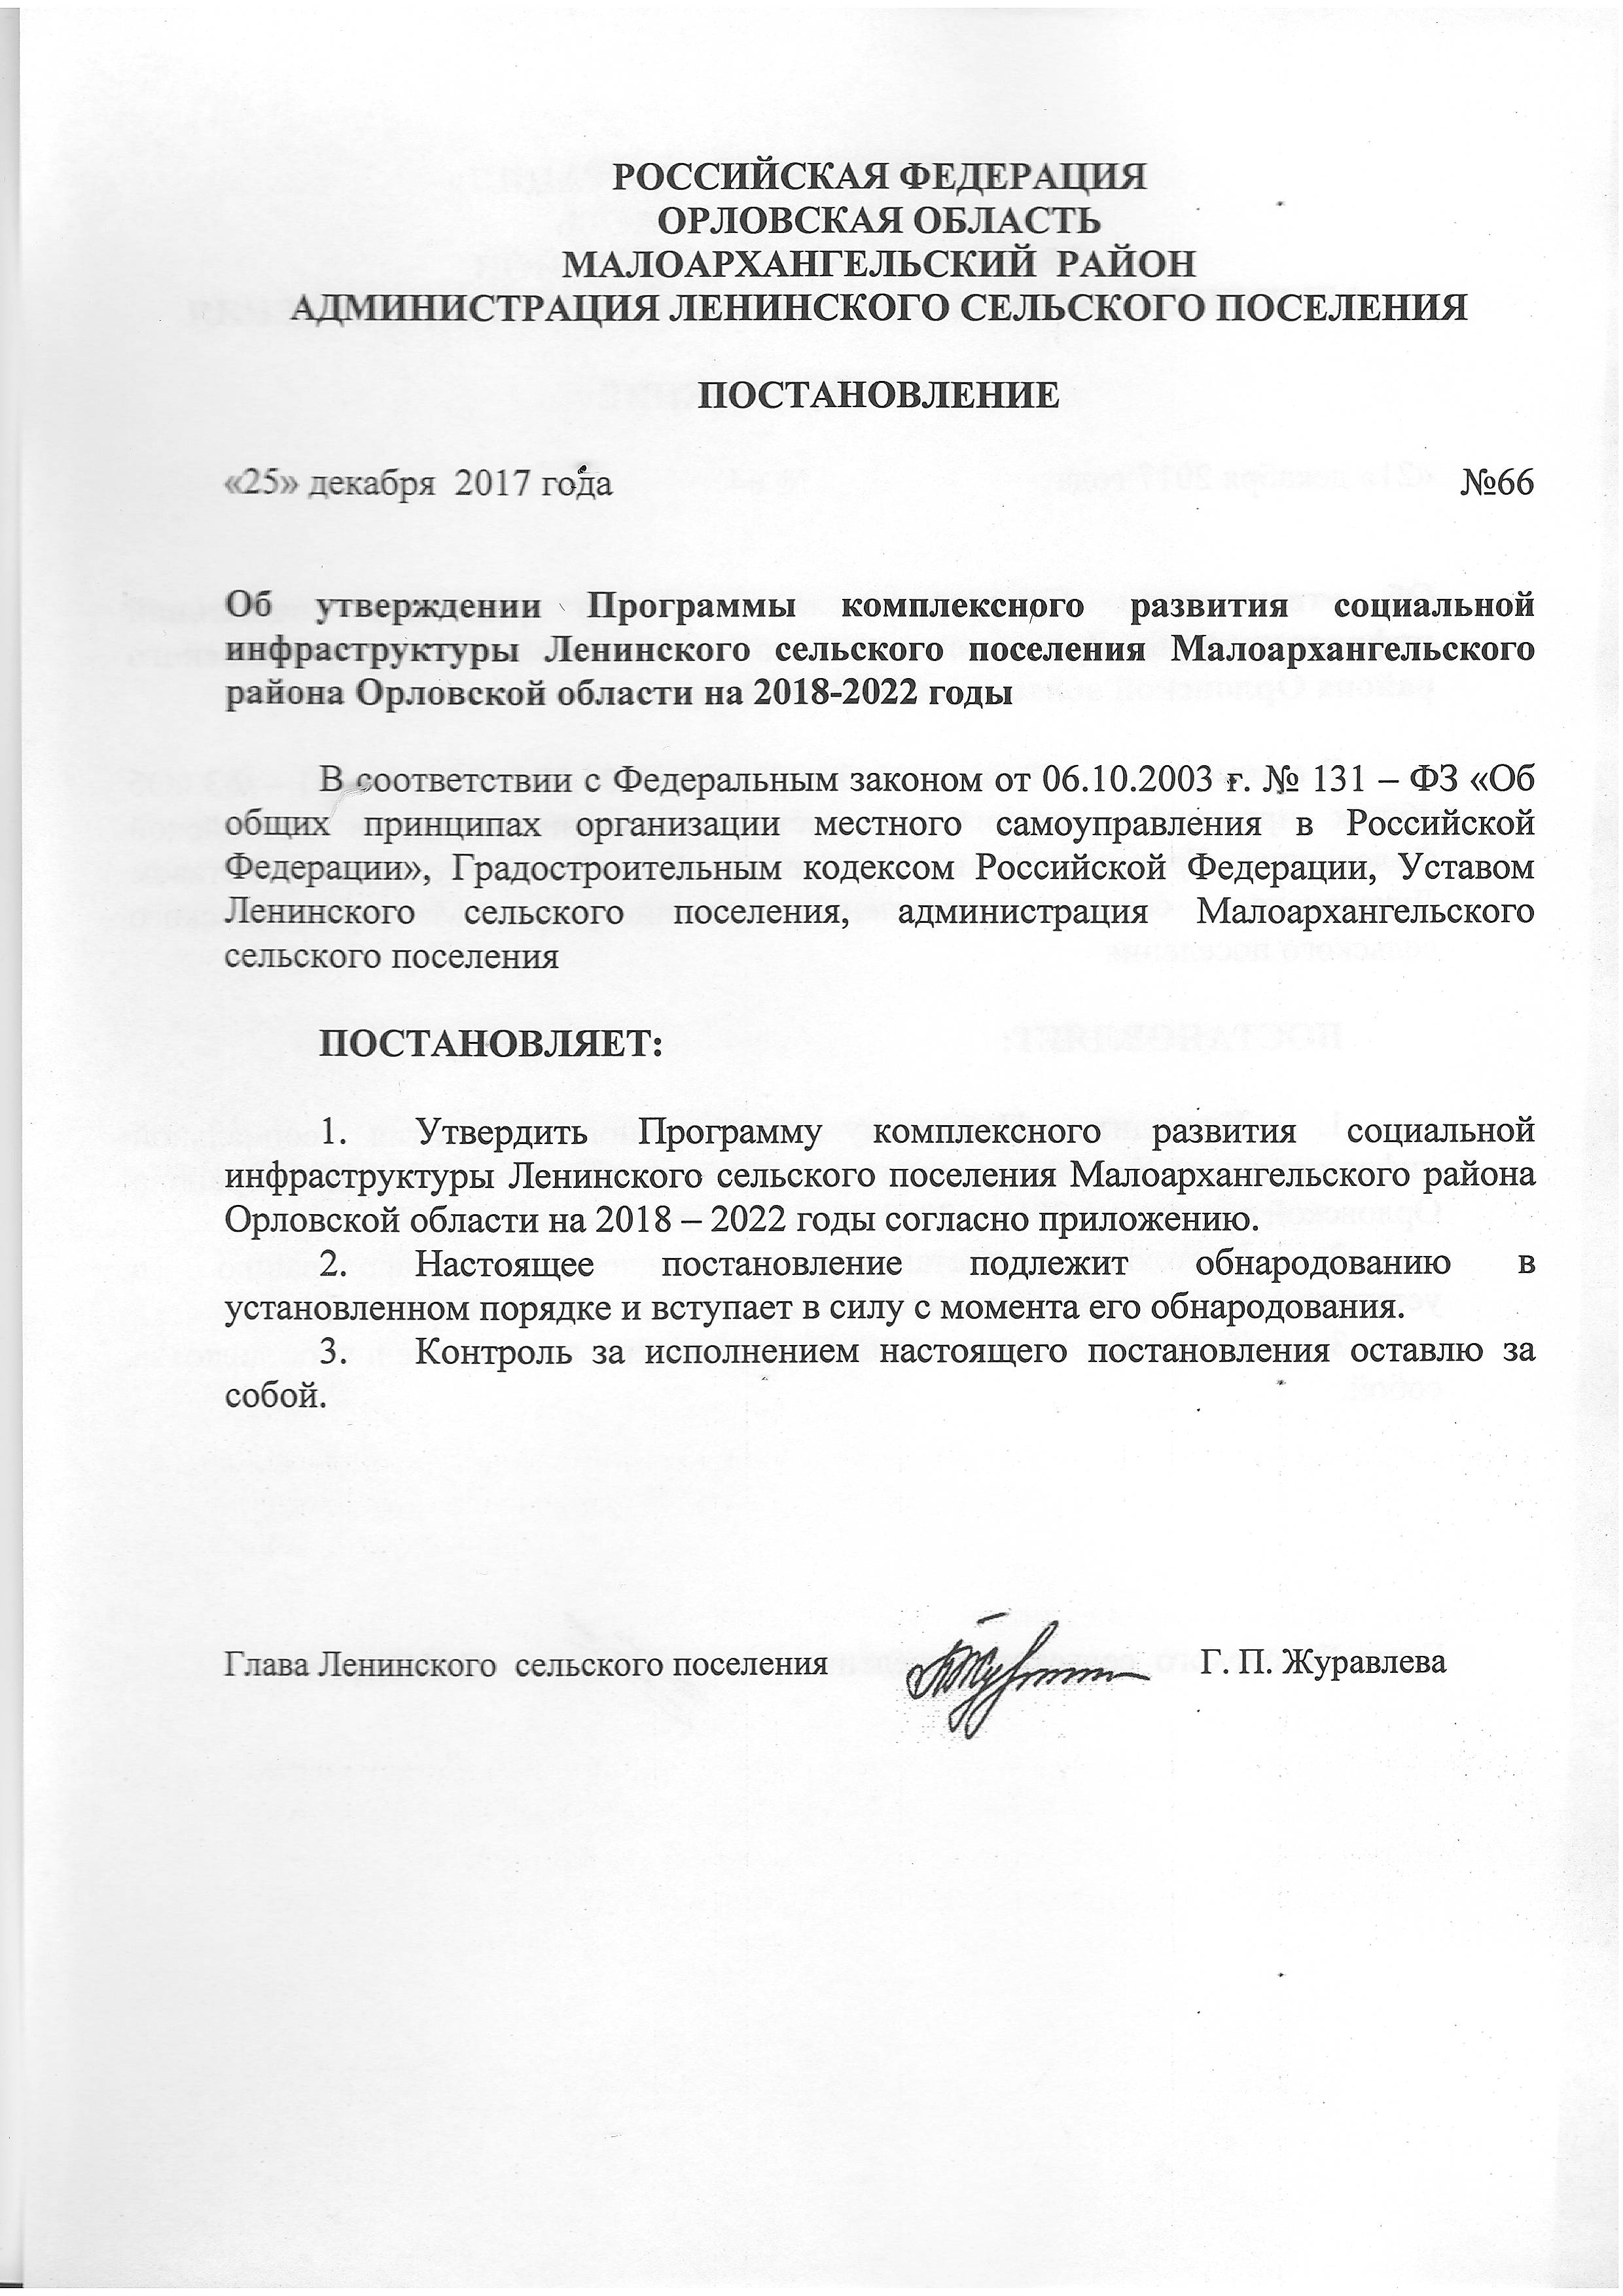 РОССИЙСКАЯ ФЕДЕРАЦИЯ
ОРЛОВСКАЯ ОБЛАСТЬ
МАЛОАРХАНГЕЛЬСКИЙ РАЙОН
АДМИНИСТРАЦИЯ ЛЕНИНСКОГО СЕЛЬСКОГО ПОСЕЛЕНИЯ
ПОСТАНОВЛЕНИЕ
«25» декабря 2017 года №66
Об утверждении Программы комплексного развития социальной
инфраструктуры Ленинского сельского поселения Малоархангельского
района Орловской области на 2018-2022 годы
В соответствии с Федеральным законом от 06.10.2003 г. № 131 – ФЗ «Об
общих принципах организации местного самоуправления в Российской
Федерации», Градостроительным кодексом Российской Федерации, Уставом
Ленинского сельского поселения, администрация Малоархангельского
сельского поселения
ПОСТАНОВЛЯЕТ:
1. Утвердить Программу комплексного развития социальной
инфраструктуры Ленинского сельского поселения Малоархангельского района
Орловской области на 2018 – 2022 годы согласно приложению.
2. Настоящее постановление подлежит обнародованию в
установленном порядке и вступает в силу с момента его обнародования.
3. Контроль за исполнением настоящего постановления оставлю за
собой.
Глава Ленинского сельского поселения Г. П. Журавлева